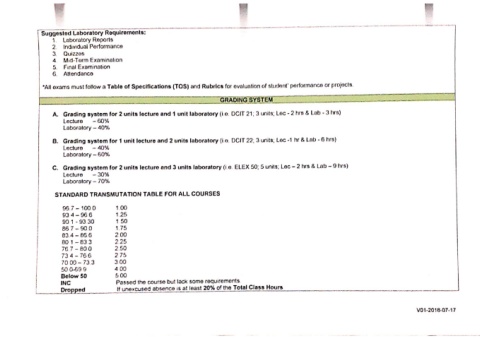 Suggested Laboratory Requirements:
1. Laboratory Reports
2. Individual Performance
3. Quizzes
4. Mid-Term Examination
5. Final Examination
6. Attendance
*All exams must follow a Table of Specifications (TOS) and Rubrics for evaluation of student' performance or projects.
GRADING SYSTEM
A. Grading system for 2 units lecture and 1 unit laboratory (i.e. DCIT 21; 3 units; Lec - 2 hrs & Lab - 3 hrs)
Lecture – 60%
Laboratory – 40%
B. Grading system for 1 unit lecture and 2 units laboratory (i.e. DCIT 22; 3 units; Lec -1 hr & Lab - 6 hrs)
Lecture – 40%
Laboratory – 60%
C. Grading system for 2 units lecture and 3 units laboratory (i.e. ELEX 50; 5 units; Lec – 2 hrs & Lab – 9 hrs)
Lecture – 30%
Laboratory – 70%
STANDARD TRANSMUTATION TABLE FOR ALL COURSES
96.7 – 100.0 1.00
93.4 – 96.6 1.25
90.1 – 93.30 1.50
86.7 – 90.0 1.75
83.4 – 86.6 2.00
80.1 – 83.3 2.25
76.7 – 80.0 2.50
73.4 – 76.6 2.75
70.00 – 73.3 3.00
50.0-69.9 4.00
Below 50 5.00
INC Passed the course but lack some requirements
Dropped If unexcused absence is at least 20% of the Total Class Hours
V01-2018-07-17